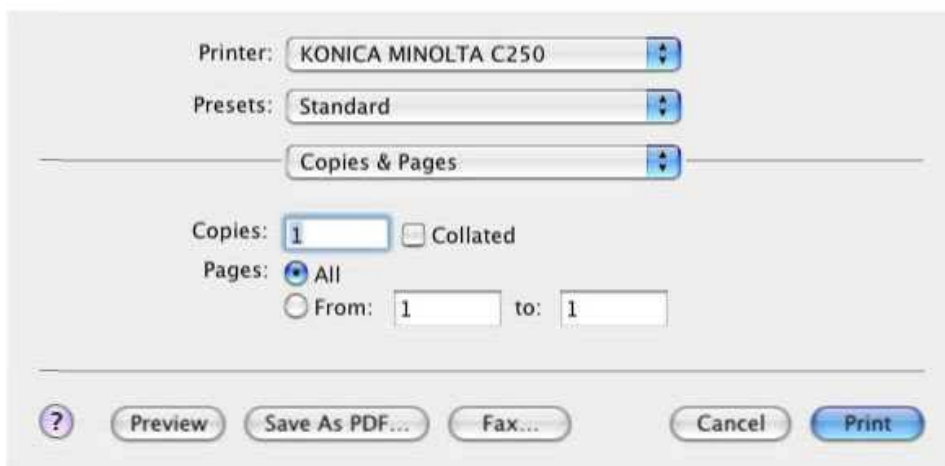 Printer: KONICA MINOLTA C250
Presets: Standard
Copies & Pages
Copies: 1 Collated
Pages: All
From: 1 to: 1
? Preview Save As PDF... Fax... Cancel Print